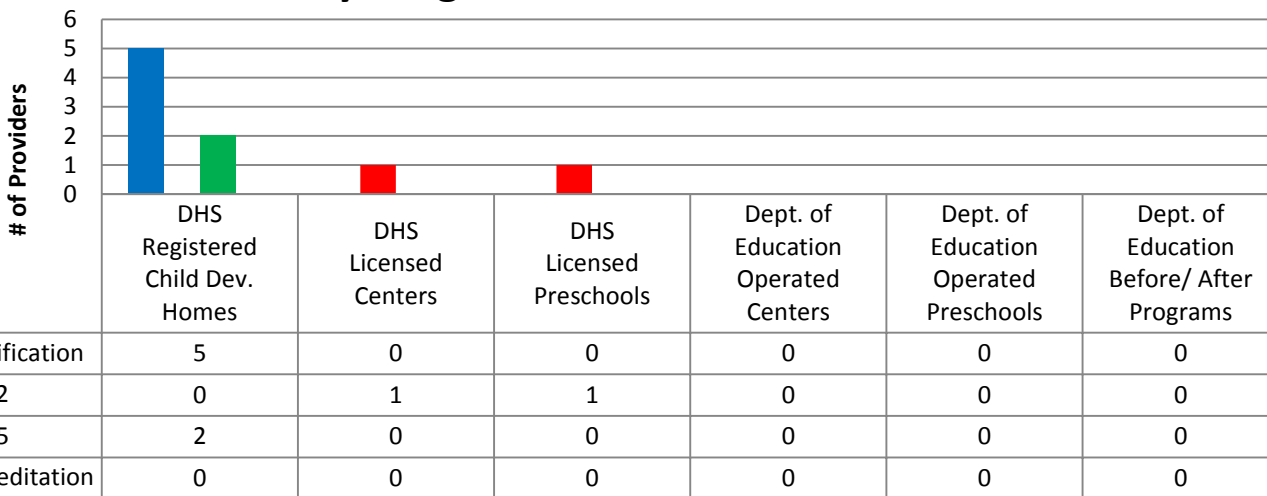 6
5
4
3
2
1
0
# of Providers
DHS
Registered
Child Dev.
Homes
DHS
Licensed
Centers
DHS
Licensed
Preschools
Dept. of
Education
Operated
Centers
Dept. of
Education
Operated
Preschools
Dept. of
Education
Before/ After
Programs
ification 5 0 0 0 0 0
2 0 1 1 0 0 0
5 2 0 0 0 0 0
editation 0 0 0 0 0 0